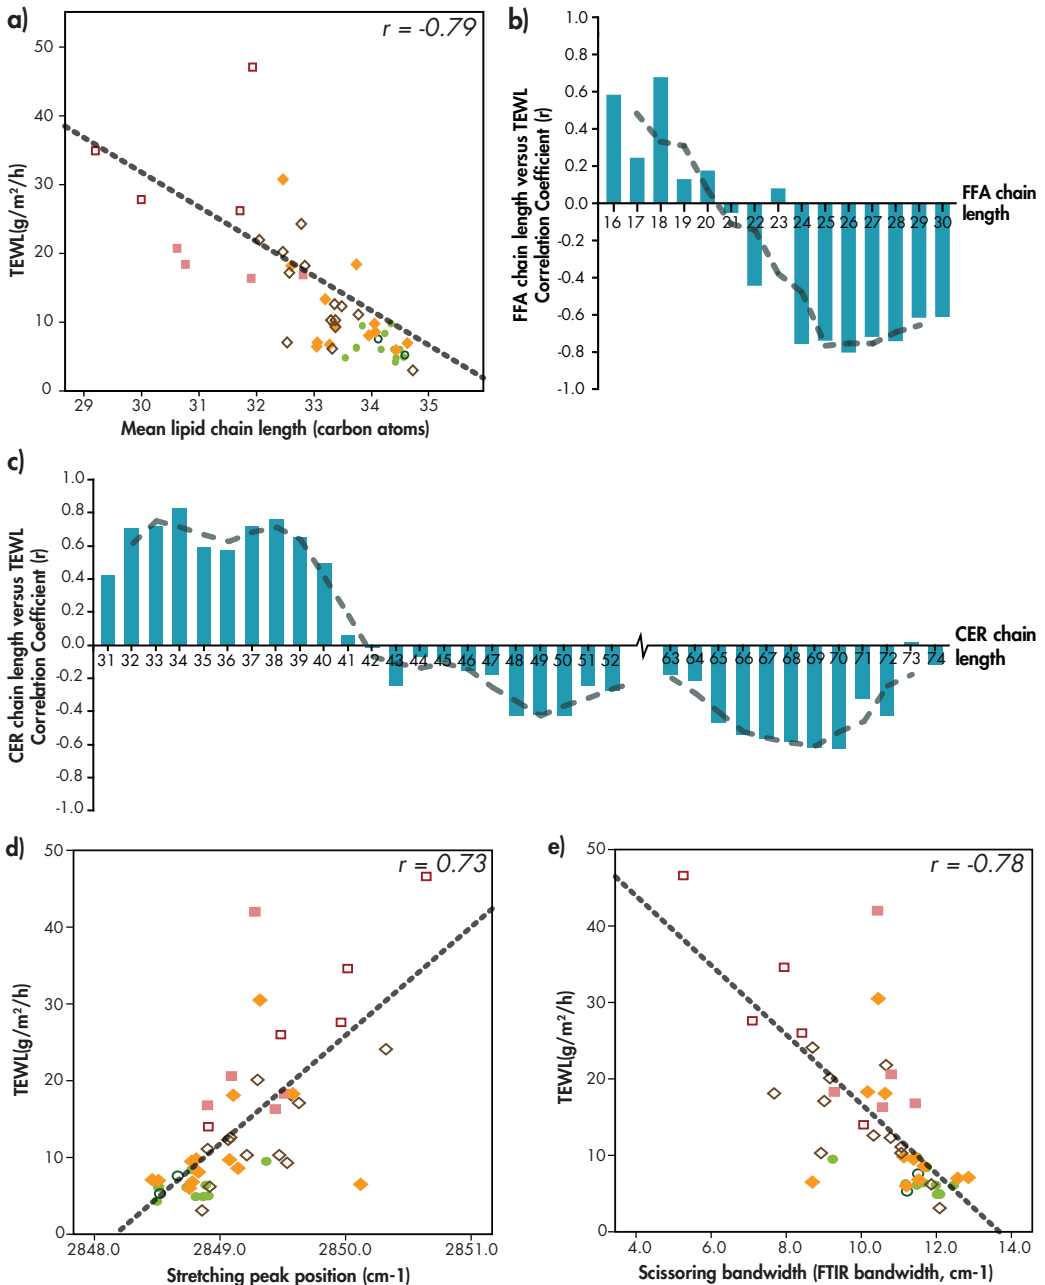 a)
r = -0.79
TEWL(g/m²/h)
50
40
30
20
10
0
29 30 31 32 33 34 35
Mean lipid chain length (carbon atoms)
b)
FFA chain length versus TEWL
Correlation Coefficient (r)
1.0
0.8
0.6
0.4
0.2
0.0
-0.2
-0.4
-0.6
-0.8
-1.0
16 17 18 19 20 21 22 23 24 25 26 27 28 29 30
FFA chain
length
c)
CER chain length versus TEWL
Correlation Coefficient (r)
1.0
0.8
0.6
0.4
0.2
0.0
-0.2
-0.4
-0.6
-0.8
-1.0
31 32 33 34 35 36 37 38 39 40 41 42 43 44 45 46 47 48 49 50 51 52 63 64 65 66 67 68 69 70 71 72 73 74
CER chain
length
d)
r = 0.73
TEWL(g/m²/h)
50
40
30
20
10
0
2848.0 2849.0 2850.0 2851.0
Stretching peak position (cm-1)
e)
r = -0.78
TEWL(g/m²/h)
50
40
30
20
10
0
4.0 6.0 8.0 10.0 12.0 14.0
Scissoring bandwidth (FTIR bandwidth, cm-1)